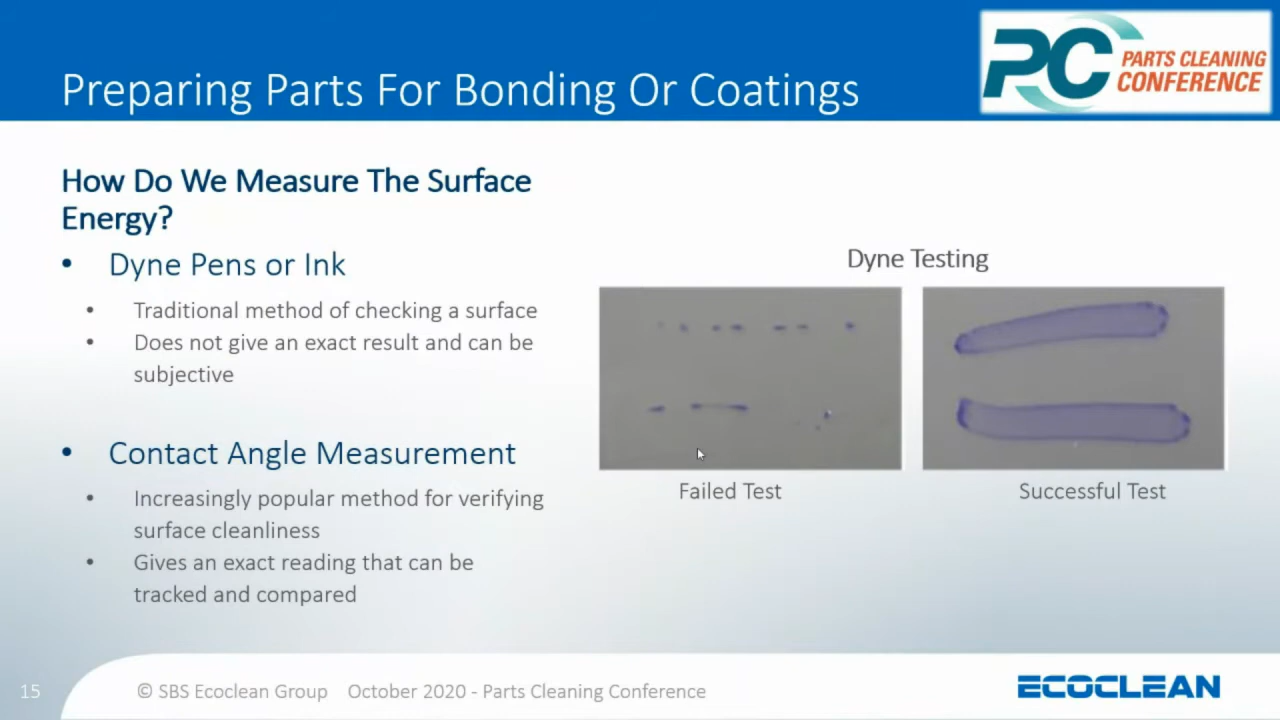 Preparing Parts For Bonding Or Coatings
PC
PARTS CLEANING
CONFERENCE
How Do We Measure The Surface
Energy?
• Dyne Pens or Ink
• Traditional method of checking a surface
• Does not give an exact result and can be
subjective
• Contact Angle Measurement
• Increasingly popular method for verifying
surface cleanliness
• Gives an exact reading that can be
tracked and compared
Dyne Testing
Failed Test
Successful Test
15
© SBS Ecoclean Group October 2020 - Parts Cleaning Conference
ECOCLEAN